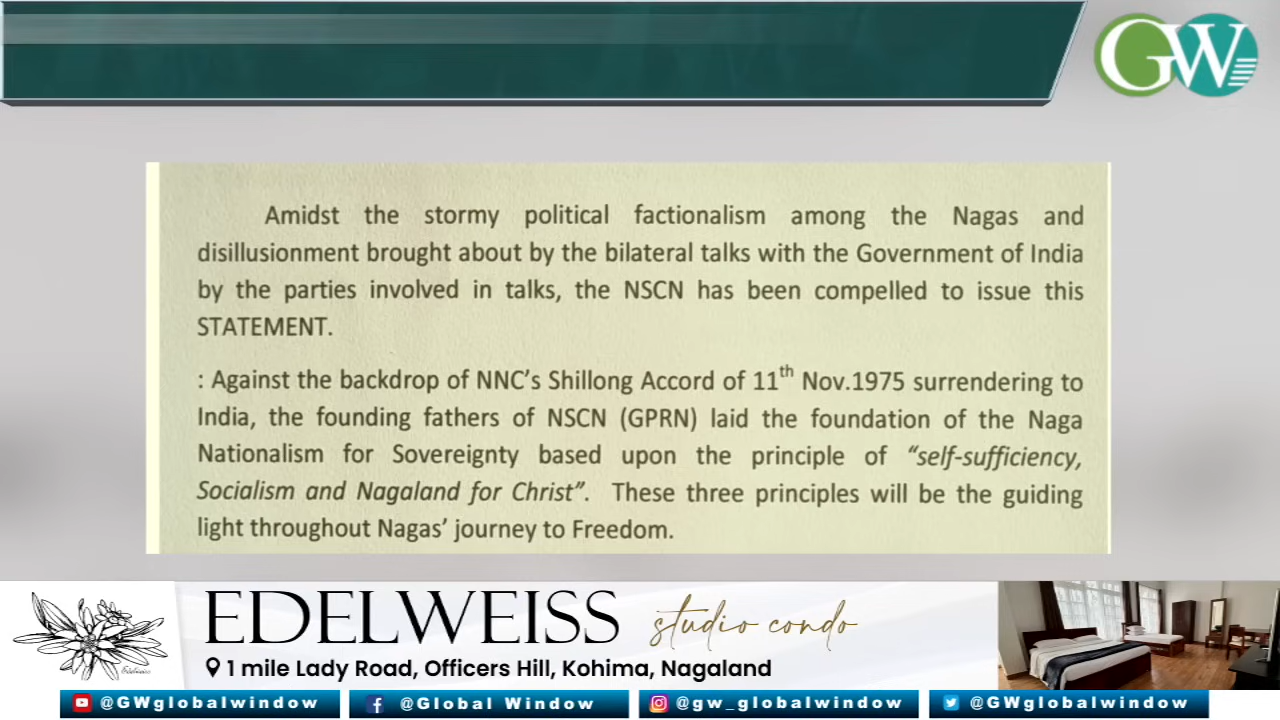 GW
Amidst the stormy political factionalism among the Nagas and
disillusionment brought about by the bilateral talks with the Government of India
by the parties involved in talks, the NSCN has been compelled to issue this
STATEMENT.
: Against the backdrop of NNC's Shillong Accord of 11th Nov.1975 surrendering to
India, the founding fathers of NSCN (GPRN) laid the foundation of the Naga
Nationalism for Sovereignty based upon the principle of "self-sufficiency,
Socialism and Nagaland for Christ". These three principles will be the guiding
light throughout Nagas' journey to Freedom.
EDELWEISS studio condo
1 mile Lady Road, Officers Hill, Kohima, Nagaland
@GWglobalwindow @Global Window @gw_globalwindow @GWglobalwindow